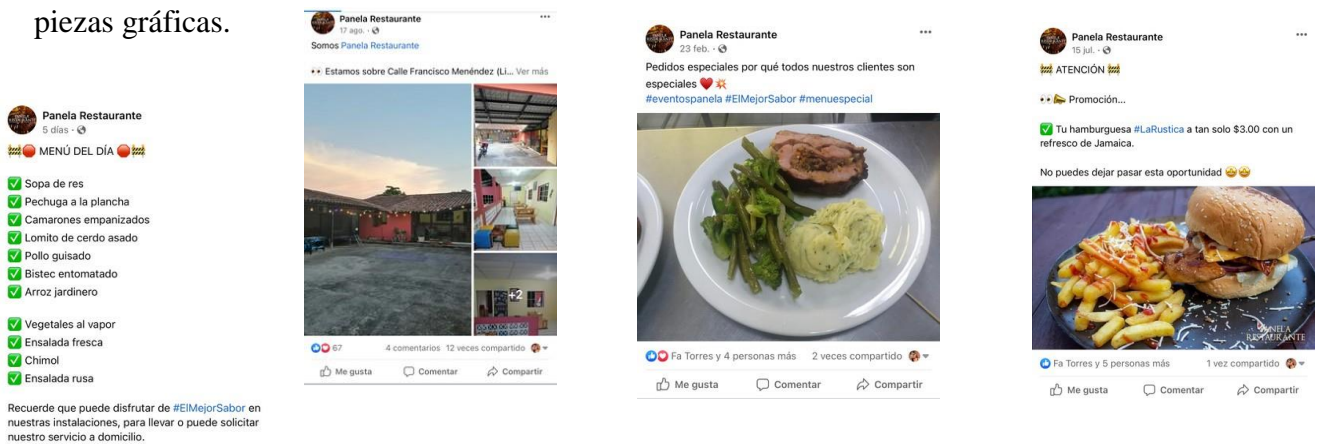 piezas gráficas.
Panela Restaurante
5 días
MENÚ DEL DÍA
Sopa de res
Pechuga a la plancha
Camarones empanizados
Lomito de cerdo asado
Pollo guisado
Bistec entomatado
Arroz jardinero
Vegetales al vapor
Ensalada fresca
Chimol
Ensalada rusa
Recuerde que puede disfrutar de #ElMejorSabor en
nuestras instalaciones, para llevar o puede solicitar
nuestro servicio a domicilio.
Panela Restaurante
17 ago.
Somos Panela Restaurante
Estamos sobre Calle Francisco Menéndez (Li... Ver más
+2
67 4 comentarios 12 veces compartido
Me gusta Comentar Compartir
Panela Restaurante
23 feb.
Pedidos especiales por qué todos nuestros clientes son
especiales
#eventospanela #ElMejorSabor #menuespecial
Fa Torres y 4 personas más 2 veces compartido
Me gusta Comentar Compartir
Panela Restaurante
15 jul.
ATENCIÓN
Promoción...
Tu hamburguesa #LaRustica a tan solo $3.00 con un
refresco de Jamaica.
No puedes dejar pasar esta oportunidad
PANELA
RESTAURANTE
Fa Torres y 5 personas más 1 vez compartido
Me gusta Comentar Compartir